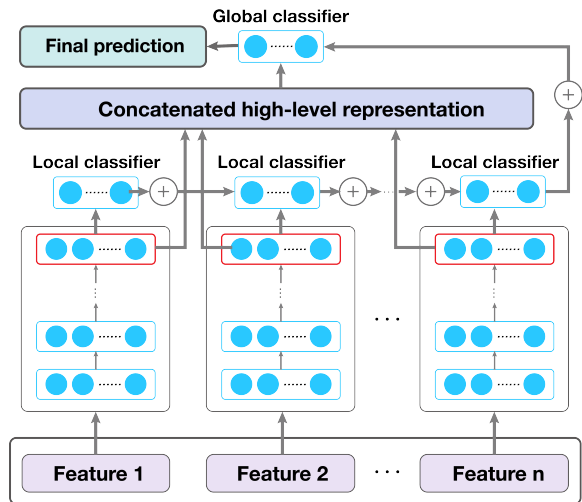 Global classifier
Final prediction
Concatenated high-level representation
Local classifier Local classifier Local classifier
Feature 1 Feature 2 ... Feature n